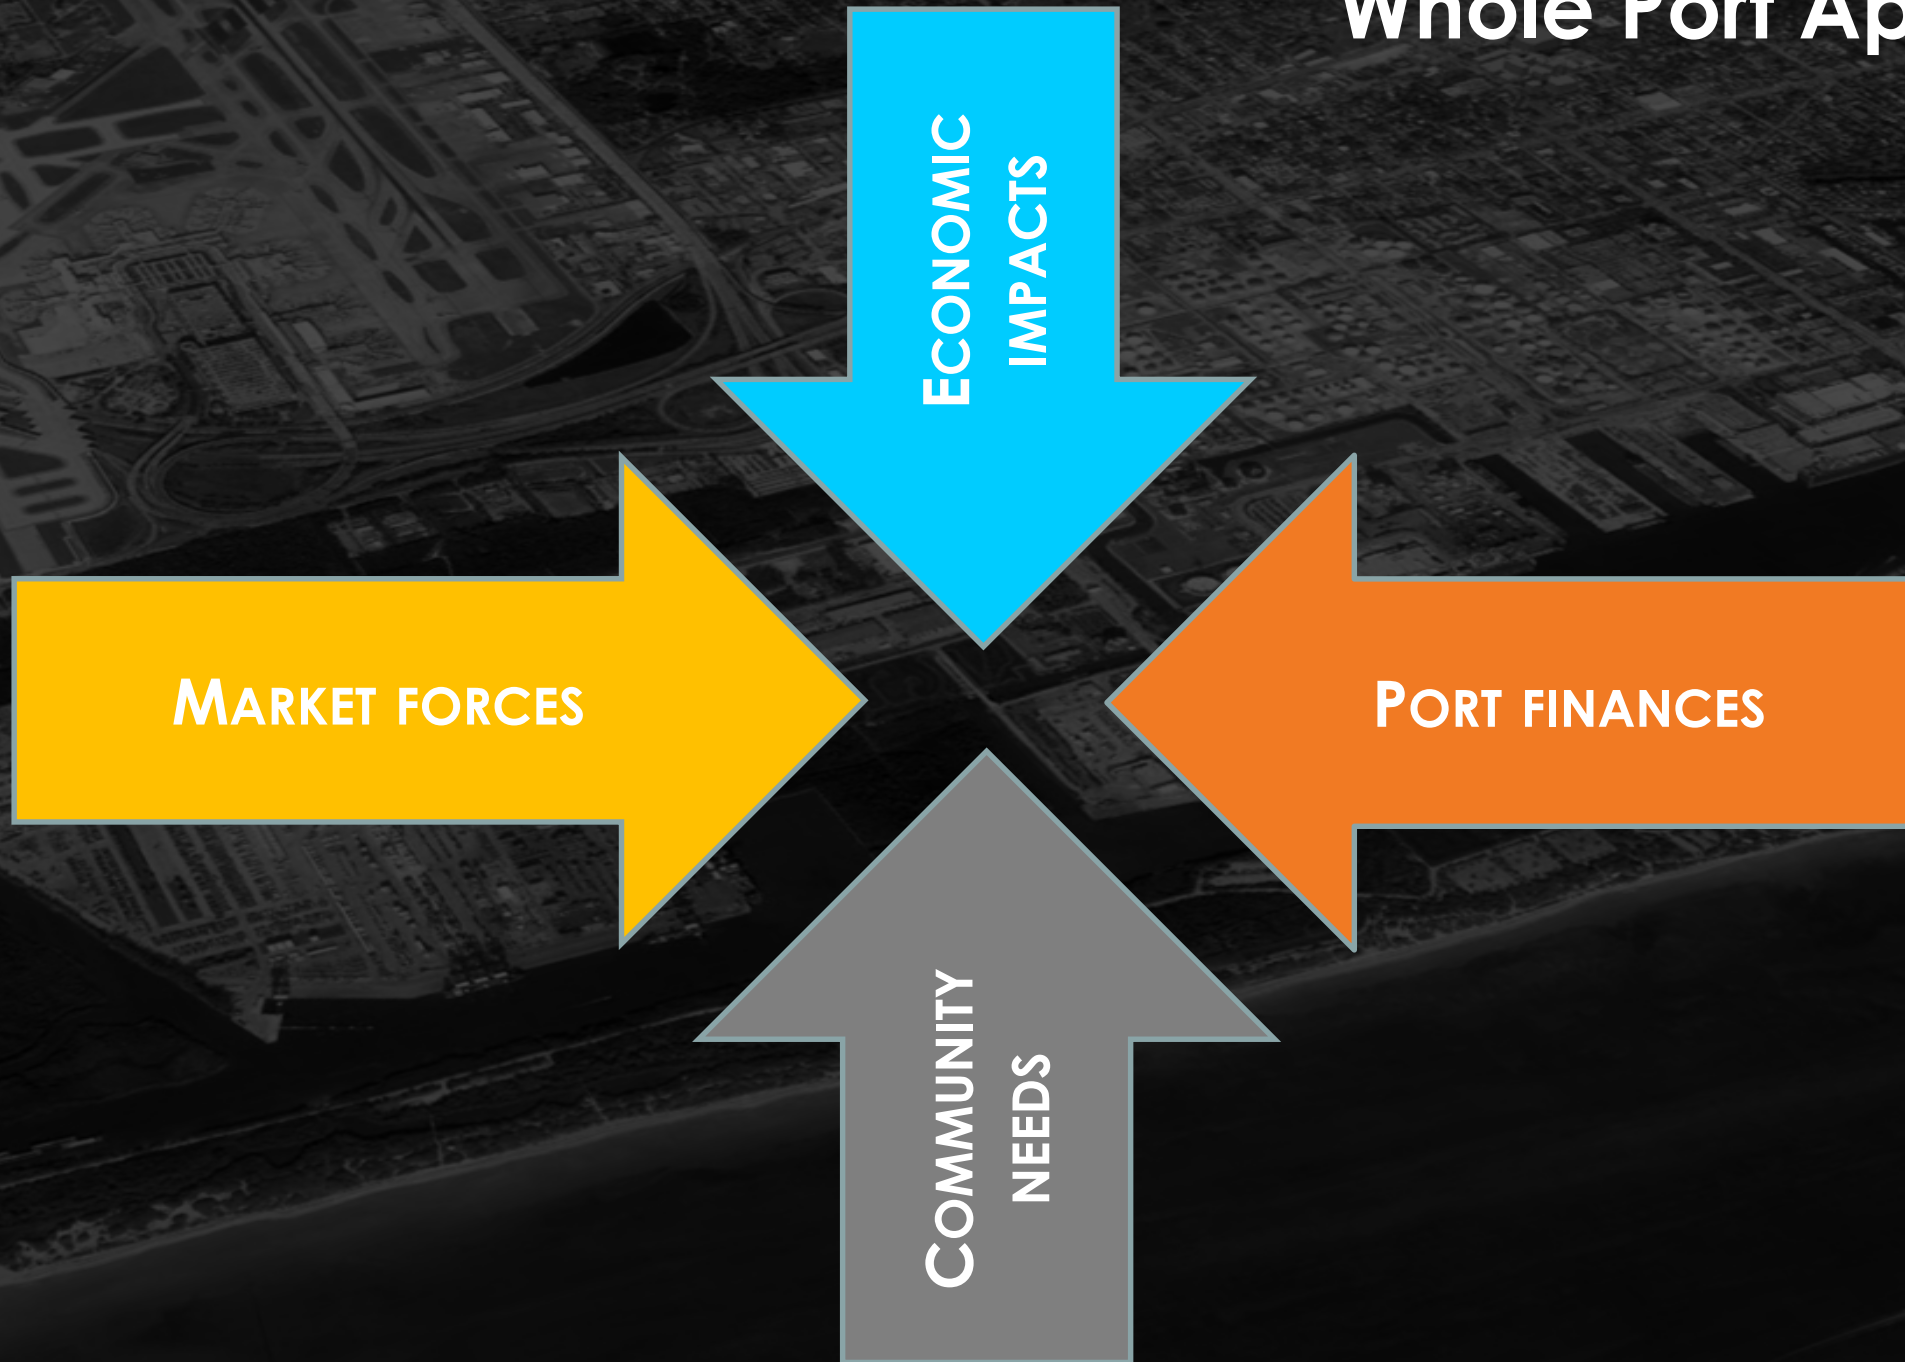 Whole Port Ap
ECONOMIC
IMPACTS
MARKET FORCES
PORT FINANCES
COMMUNITY
NEEDS